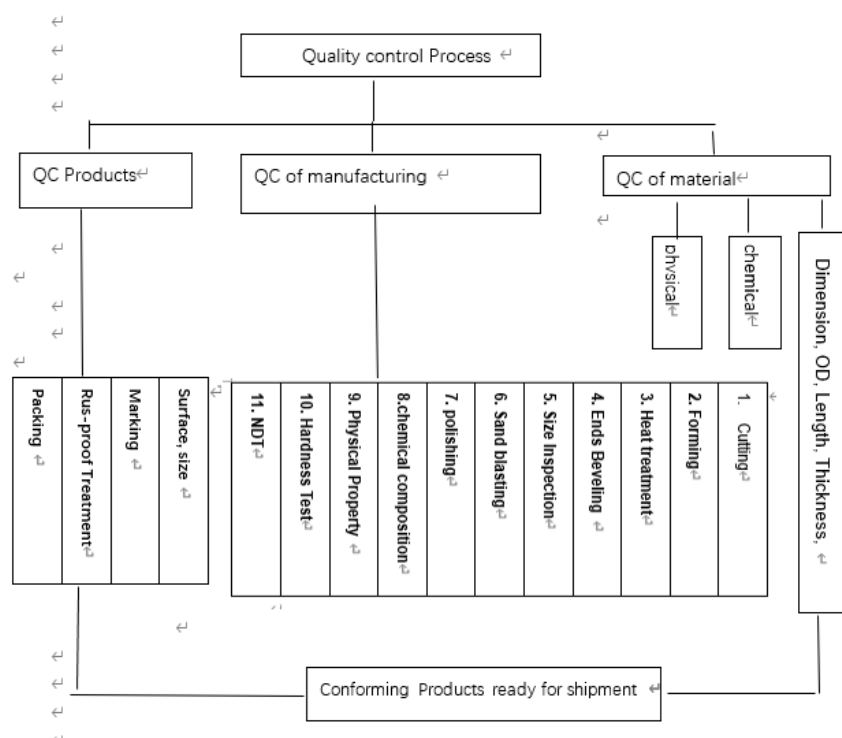 Quality control Process
QC Products
QC of manufacturing
QC of material
physical
chemical
Dimension, OD, Length, Thickness,
Packing
Rus-proof Treatment
Marking
Surface, size
11. NDT
10. Hardness Test
9. Physical Property
8.chemical composition
7. polishing
6. Sand blasting
5. Size Inspection
4. Ends Beveling
3. Heat treatment
2. Forming
1. Cutting
Conforming Products ready for shipment